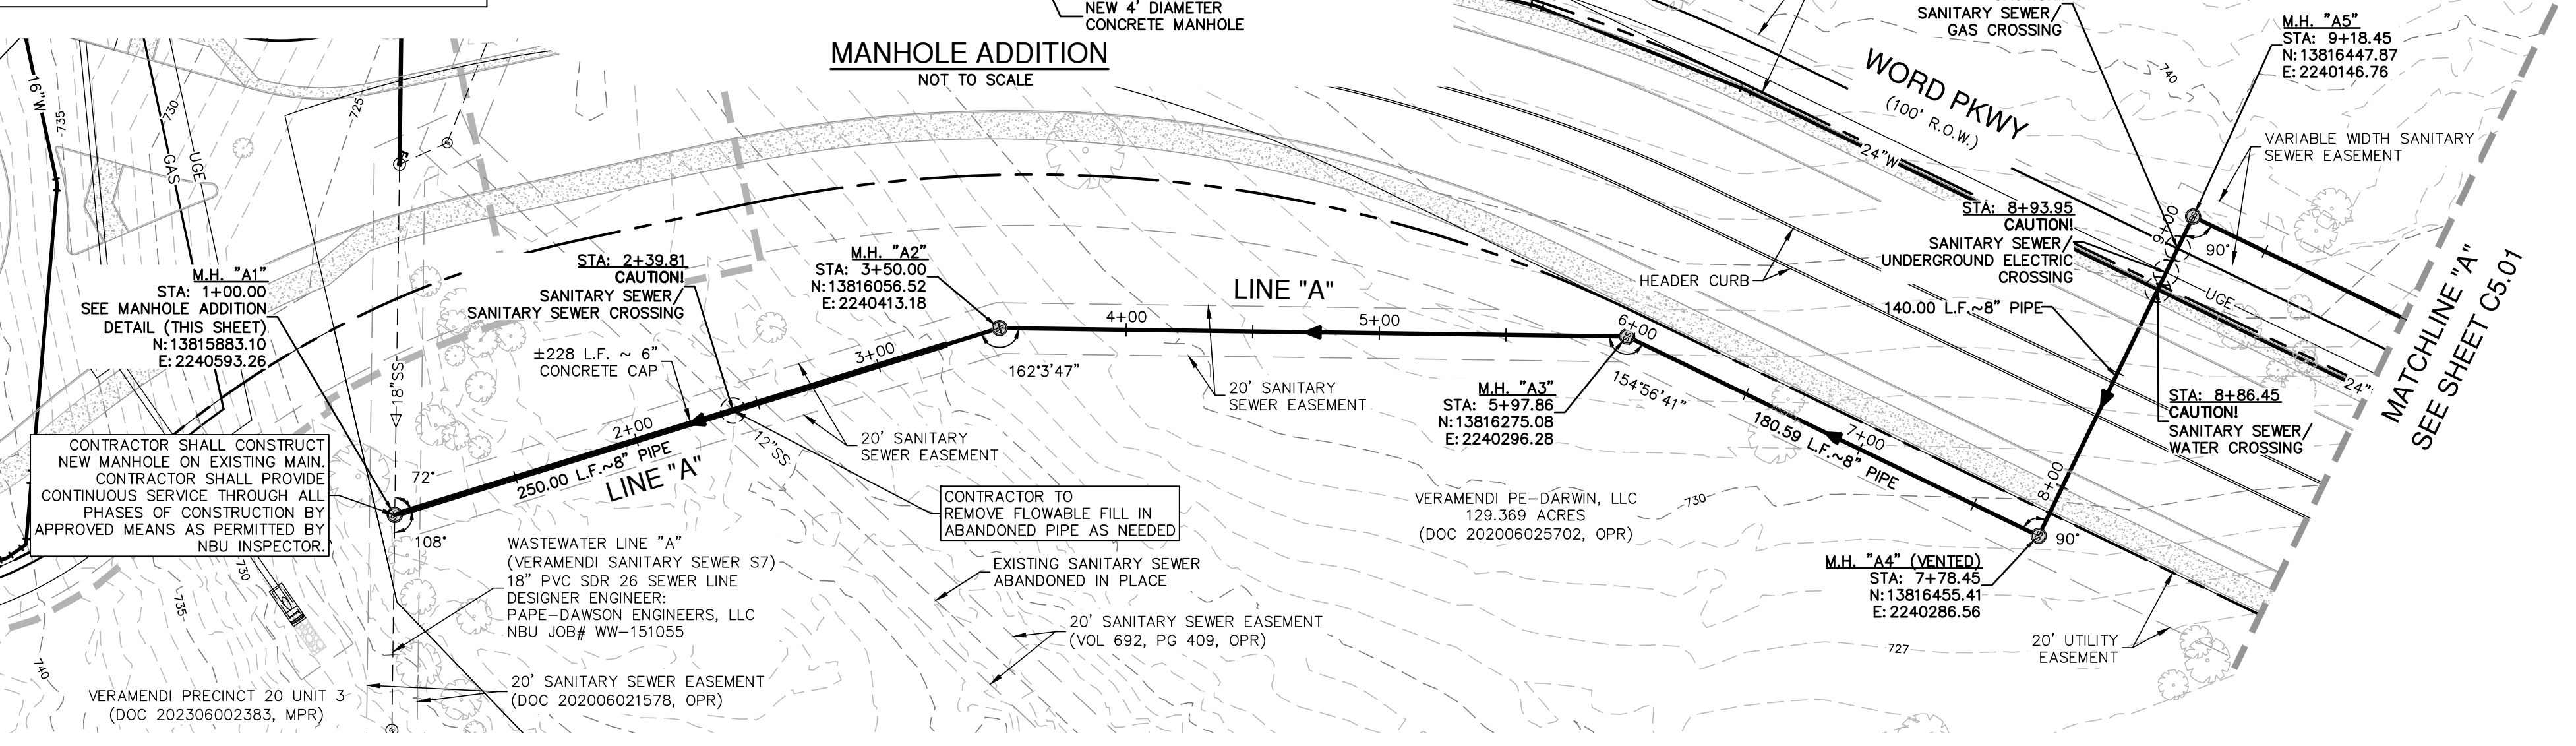 NEW 4' DIAMETER
CONCRETE MANHOLE
MANHOLE ADDITION
NOT TO SCALE
16"W
735
730
GAS
UGE
725
M.H. "A1"
STA: 1+00.00
SEE MANHOLE ADDITION
DETAIL (THIS SHEET)
N:13815883.10
E:2240593.26
18"SS
CONTRACTOR SHALL CONSTRUCT
NEW MANHOLE ON EXISTING MAIN.
CONTRACTOR SHALL PROVIDE
CONTINUOUS SERVICE THROUGH ALL
PHASES OF CONSTRUCTION BY
APPROVED MEANS AS PERMITTED BY
NBU INSPECTOR.
72°
108°
730
735
740
VERAMENDI PRECINCT 20 UNIT 3
(DOC 202306002383, MPR)
STA: 2+39.81
CAUTION!
SANITARY SEWER/
SANITARY SEWER CROSSING
±228 L.F. ~ 6"
CONCRETE CAP
2+00
250.00 L.F.~8" PIPE
LINE "A"
12"SS
3+00
20' SANITARY
SEWER EASEMENT
M.H. "A2"
STA: 3+50.00
N:13816056.52
E:2240413.18
162°3'47"
CONTRACTOR TO
REMOVE FLOWABLE FILL IN
ABANDONED PIPE AS NEEDED
WASTEWATER LINE "A"
(VERAMENDI SANITARY SEWER S7)
18" PVC SDR 26 SEWER LINE
DESIGNER ENGINEER:
PAPE-DAWSON ENGINEERS, LLC
NBU JOB# WW-151055
20' SANITARY SEWER EASEMENT
(DOC 202006021578, OPR)
EXISTING SANITARY SEWER
ABANDONED IN PLACE
20' SANITARY SEWER EASEMENT
(VOL 692, PG 409, OPR)
4+00
LINE "A"
5+00
6+00
20' SANITARY
SEWER EASEMENT
M.H. "A3"
STA: 5+97.86
N:13816275.08
E:2240296.28
154°56'41"
180.59 L.F.~8" PIPE
7+00
VERAMENDI PE-DARWIN, LLC
129.369 ACRES
(DOC 202006025702, OPR)
730
727
M.H. "A4" (VENTED)
STA: 7+78.45
N:13816455.41
E:2240286.56
8+00
90°
20' UTILITY
EASEMENT
HEADER CURB
SANITARY SEWER/
GAS CROSSING
WORD PKWY
(100' R.O.W.)
24"W
M.H. "A5"
STA: 9+18.45
N:13816447.87
E:2240146.76
740
VARIABLE WIDTH SANITARY
SEWER EASEMENT
STA: 8+93.95
CAUTION!
SANITARY SEWER/
UNDERGROUND ELECTRIC
CROSSING
140.00 L.F.~8" PIPE
9+00
90°
UGE
24"
STA: 8+86.45
CAUTION!
SANITARY SEWER/
WATER CROSSING
MATCHLINE "A"
SEE SHEET C5.01